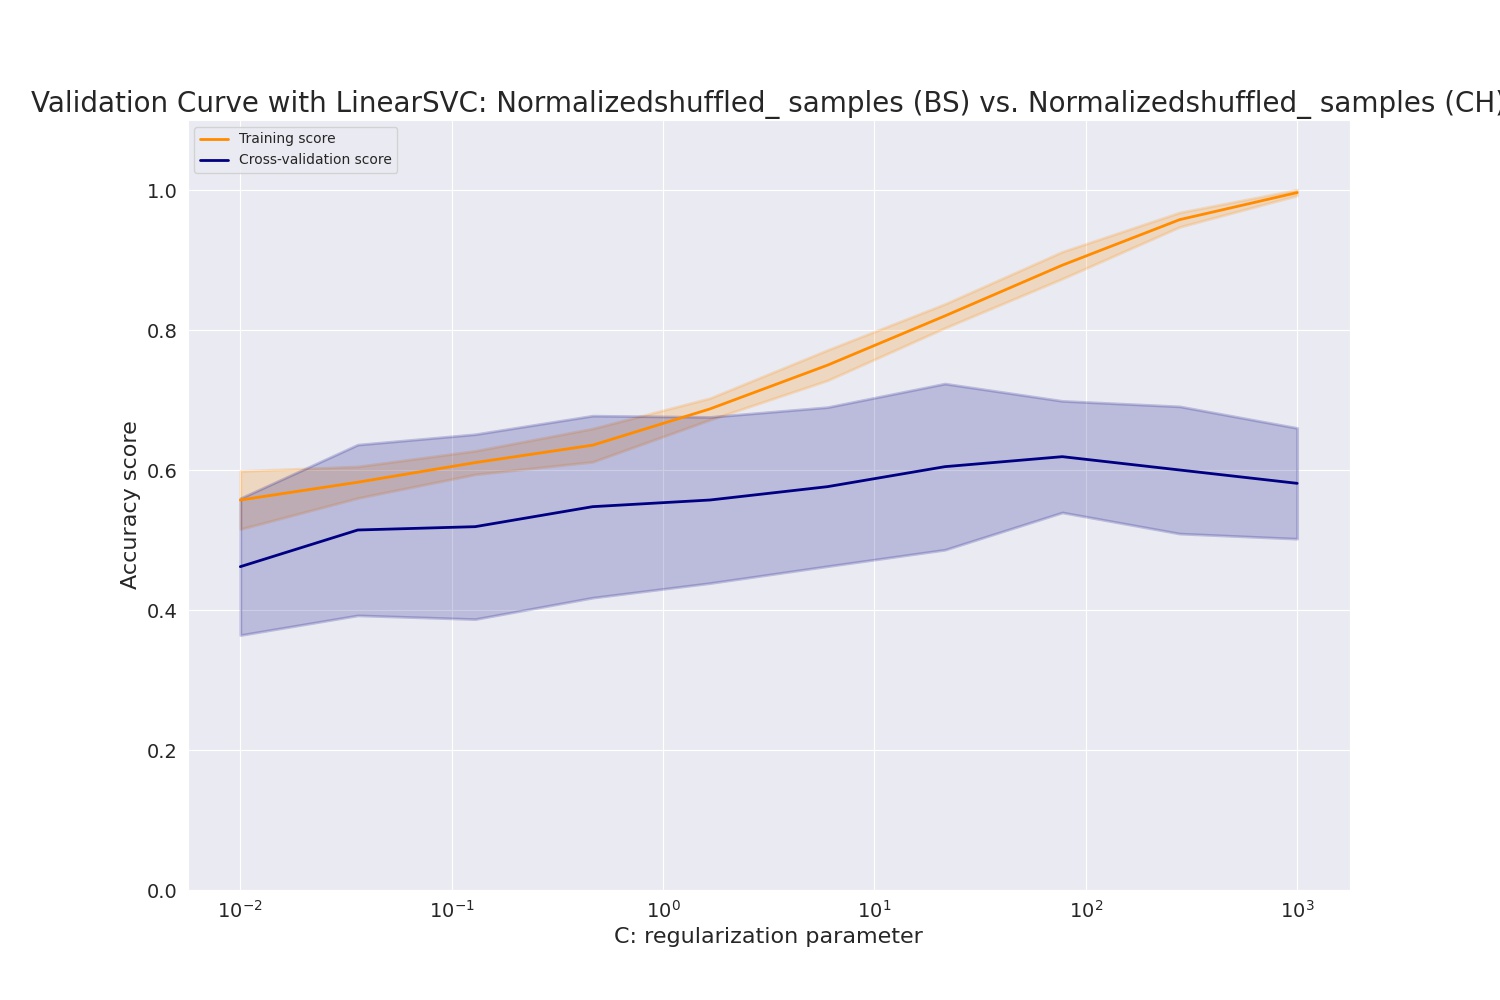 Validation Curve with LinearSVC: Normalizedshuffled_ samples (BS) vs. Normalizedshuffled_ samples (CH)
Training score
Cross-validation score
1.0
0.8
0.6
0.4
0.2
0.0
Accuracy score
10⁻² 10⁻¹ 10⁰ 10¹ 10² 10³
C: regularization parameter